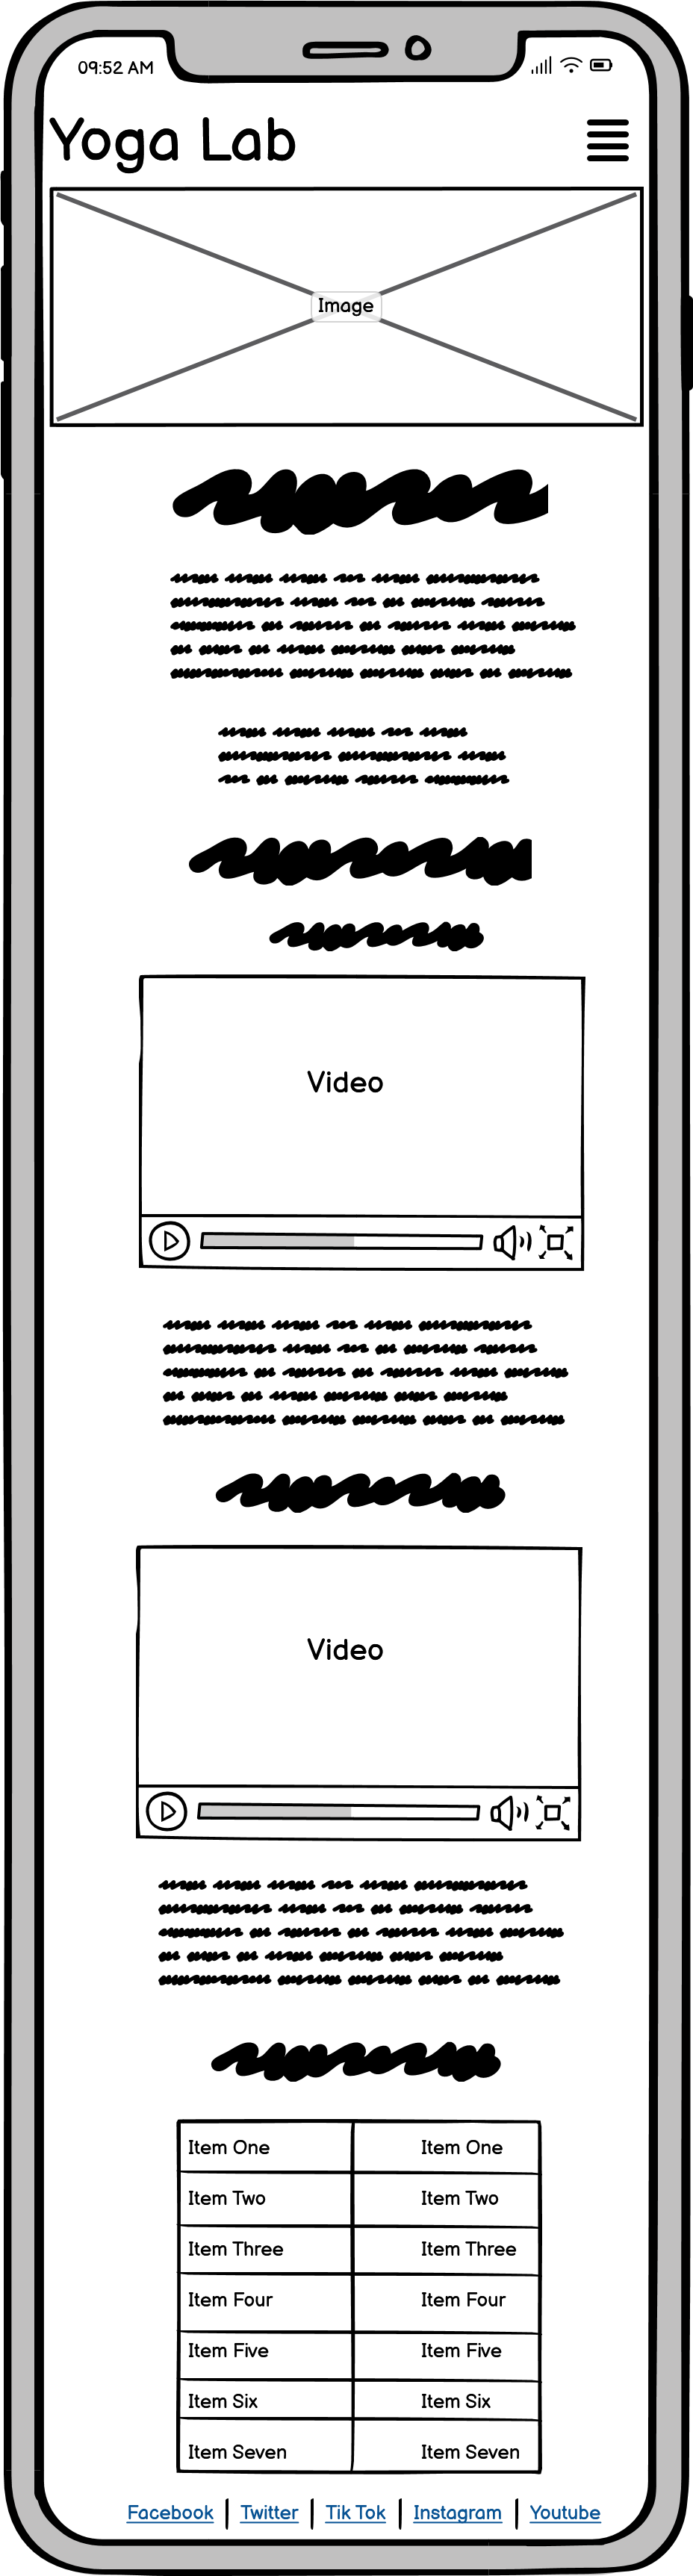 09:52 AM
Yoga Lab
Image
Video
Video
Item One Item One
Item Two Item Two
Item Three Item Three
Item Four Item Four
Item Five Item Five
Item Six Item Six
Item Seven Item Seven
Facebook | Twitter | Tik Tok | Instagram | Youtube